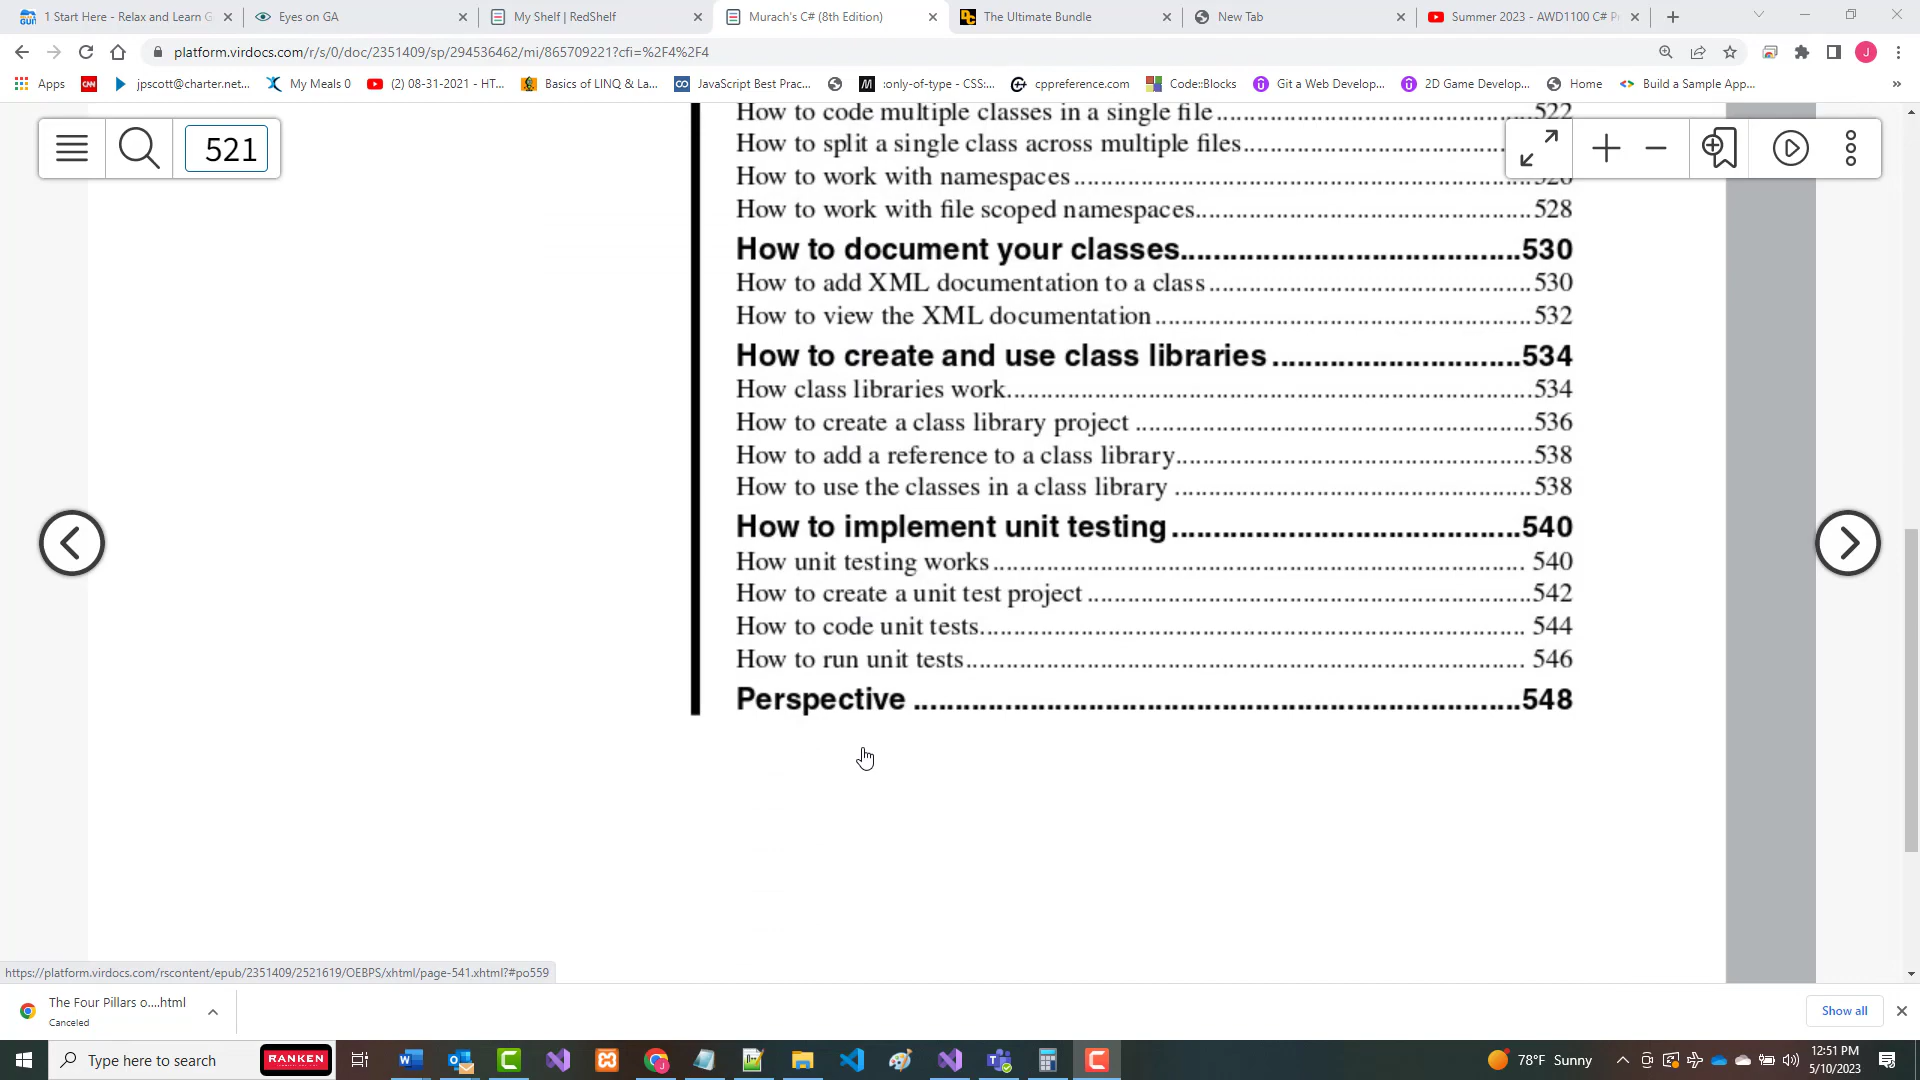 1 Start Here - Relax and Learn G
Eyes on GA
My Shelf | RedShelf
Murach's C# (8th Edition)
The Ultimate Bundle
New Tab
Summer 2023 - AWD1100 C# P
platform.virdocs.com/r/s/0/doc/2351409/sp/294536462/mi/865709221?cfi=%2F4%2F4
J
Apps
CNN
jpscott@charter.net...
My Meals 0
(2) 08-31-2021 - HT...
Basics of LINQ & La...
JavaScript Best Prac...
:only-of-type - CSS:...
cppreference.com
Code::Blocks
Git a Web Develop...
2D Game Develop...
Home
Build a Sample App...
»
521
How to code multiple classes in a single file 522
How to split a single class across multiple files
How to work with namespaces 526
How to work with file scoped namespaces 528
How to document your classes 530
How to add XML documentation to a class 530
How to view the XML documentation 532
How to create and use class libraries 534
How class libraries work 534
How to create a class library project 536
How to add a reference to a class library 538
How to use the classes in a class library 538
How to implement unit testing 540
How unit testing works 540
How to create a unit test project 542
How to code unit tests 544
How to run unit tests 546
Perspective 548
https://platform.virdocs.com/rscontent/epub/2351409/2521619/OEBPS/xhtml/page-541.xhtml?#po559
The Four Pillars o....html
Canceled
Show all
Type here to search
RANKEN
78°F Sunny
12:51 PM
5/10/2023